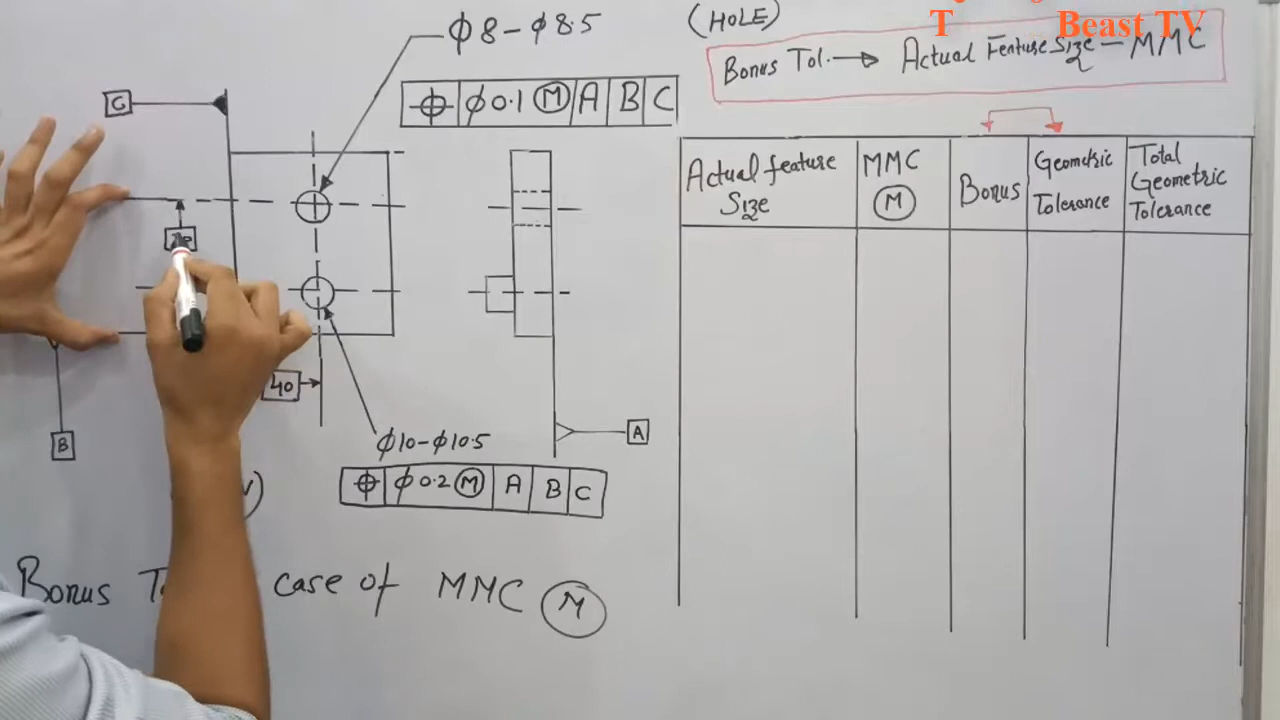 T Beast TV
(HOLE)
Bonus Tol. → Actual Feature Size – MMC
ϕ8 – ϕ8.5
⌖ ϕ0.1 Ⓜ A B C
C
Actual feature Size
MMC Ⓜ
Bonus
Geometric Tolerance
Total Geometric Tolerance
40
ϕ10 – ϕ10.5
⌖ ϕ0.2 Ⓜ A B C
A
B
Bonus case of MMC Ⓜ